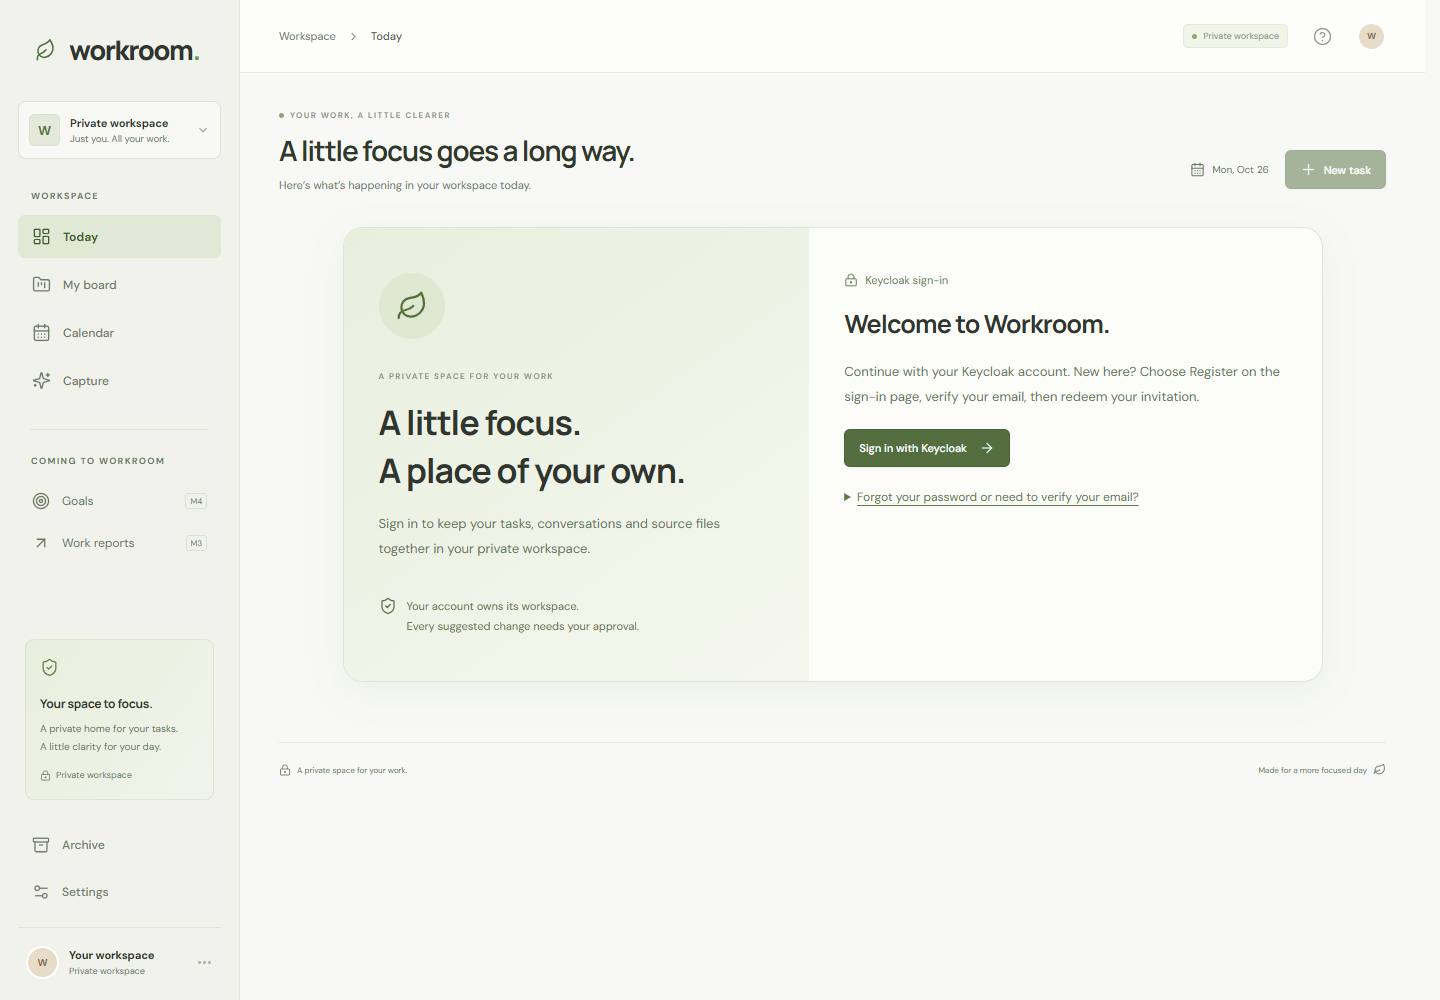 workroom.
W
Private workspace
Just you. All your work.
WORKSPACE
Today
My board
Calendar
Capture
COMING TO WORKROOM
Goals
M4
Work reports
M3
Your space to focus.
A private home for your tasks.
A little clarity for your day.
Private workspace
Archive
Settings
W
Your workspace
Private workspace
Workspace > Today
Private workspace
W
YOUR WORK, A LITTLE CLEARER
A little focus goes a long way.
Here's what's happening in your workspace today.
Mon, Oct 26
New task
A PRIVATE SPACE FOR YOUR WORK
A little focus.
A place of your own.
Sign in to keep your tasks, conversations and source files
together in your private workspace.
Your account owns its workspace.
Every suggested change needs your approval.
Keycloak sign-in
Welcome to Workroom.
Continue with your Keycloak account. New here? Choose Register on the
sign-in page, verify your email, then redeem your invitation.
Sign in with Keycloak
Forgot your password or need to verify your email?
A private space for your work.
Made for a more focused day